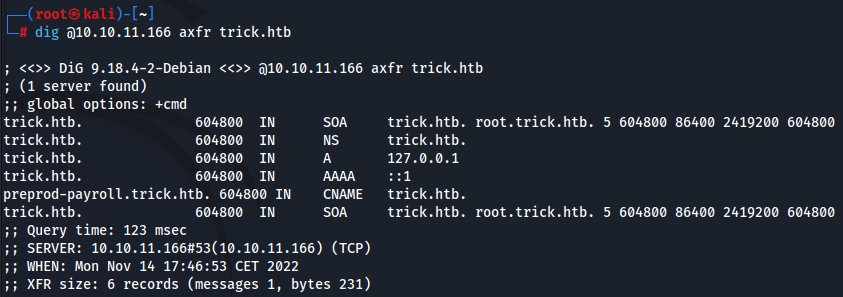 ┌──(root㉿kali)-[~]
└─# dig @10.10.11.166 axfr trick.htb

; <<>> DiG 9.18.4-2-Debian <<>> @10.10.11.166 axfr trick.htb
; (1 server found)
;; global options: +cmd
trick.htb. 604800 IN SOA trick.htb. root.trick.htb. 5 604800 86400 2419200 604800
trick.htb. 604800 IN NS trick.htb.
trick.htb. 604800 IN A 127.0.0.1
trick.htb. 604800 IN AAAA ::1
preprod-payroll.trick.htb. 604800 IN CNAME trick.htb.
trick.htb. 604800 IN SOA trick.htb. root.trick.htb. 5 604800 86400 2419200 604800
;; Query time: 123 msec
;; SERVER: 10.10.11.166#53(10.10.11.166) (TCP)
;; WHEN: Mon Nov 14 17:46:53 CET 2022
;; XFR size: 6 records (messages 1, bytes 231)